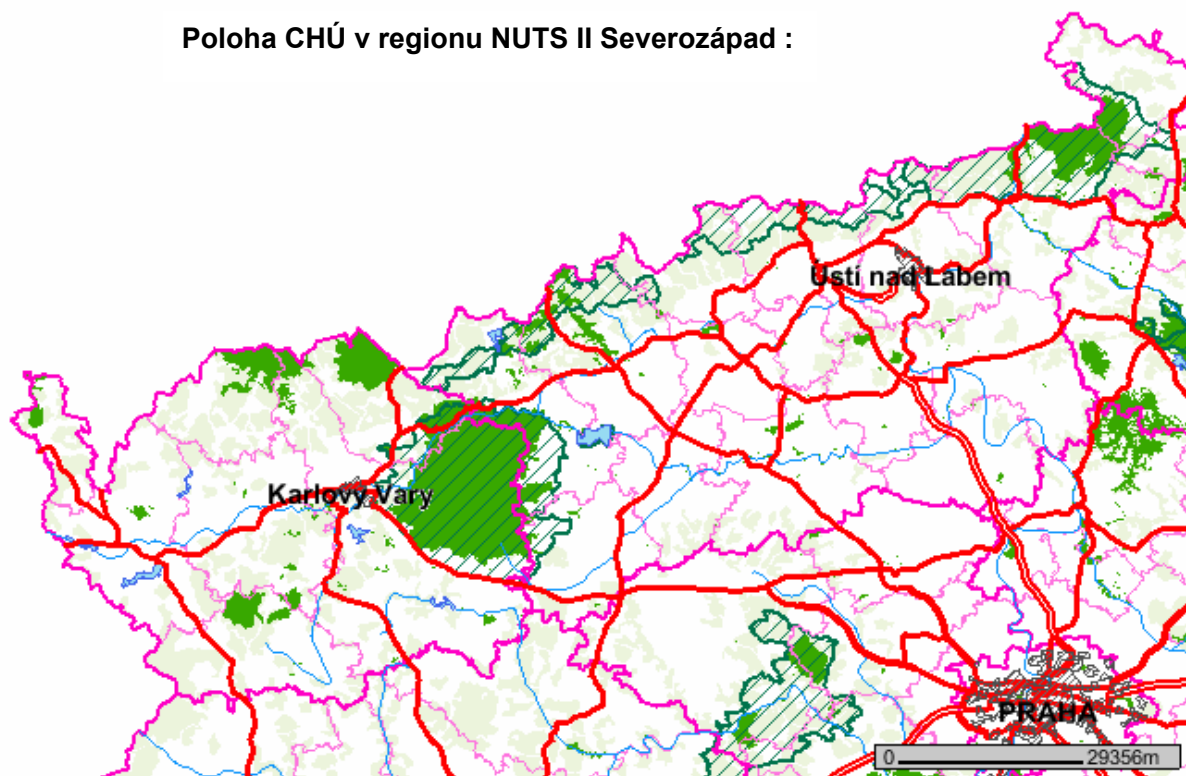 Poloha CHÚ v regionu NUTS II Severozápad :
Ústí nad Labem
Karlovy Vary
PRAHA
0 29356m